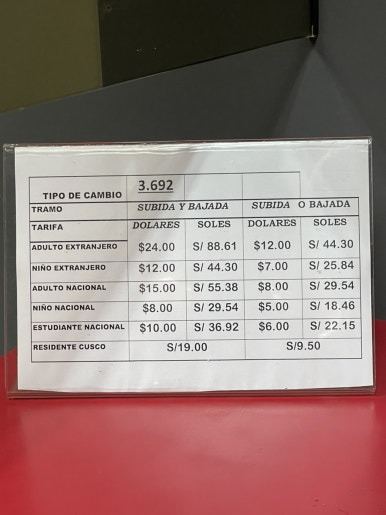 TIPO DE CAMBIO 3.692
TRAMO SUBIDA Y BAJADA SUBIDA O BAJADA
TARIFA DOLARES SOLES DOLARES SOLES
ADULTO EXTRANJERO $24.00 S/ 88.61 $12.00 S/ 44.30
NIÑO EXTRANJERO $12.00 S/ 44.30 $7.00 S/ 25.84
ADULTO NACIONAL $15.00 S/ 55.38 $8.00 S/ 29.54
NIÑO NACIONAL $8.00 S/ 29.54 $5.00 S/ 18.46
ESTUDIANTE NACIONAL $10.00 S/ 36.92 $6.00 S/ 22.15
RESIDENTE CUSCO S/19.00 S/9.50